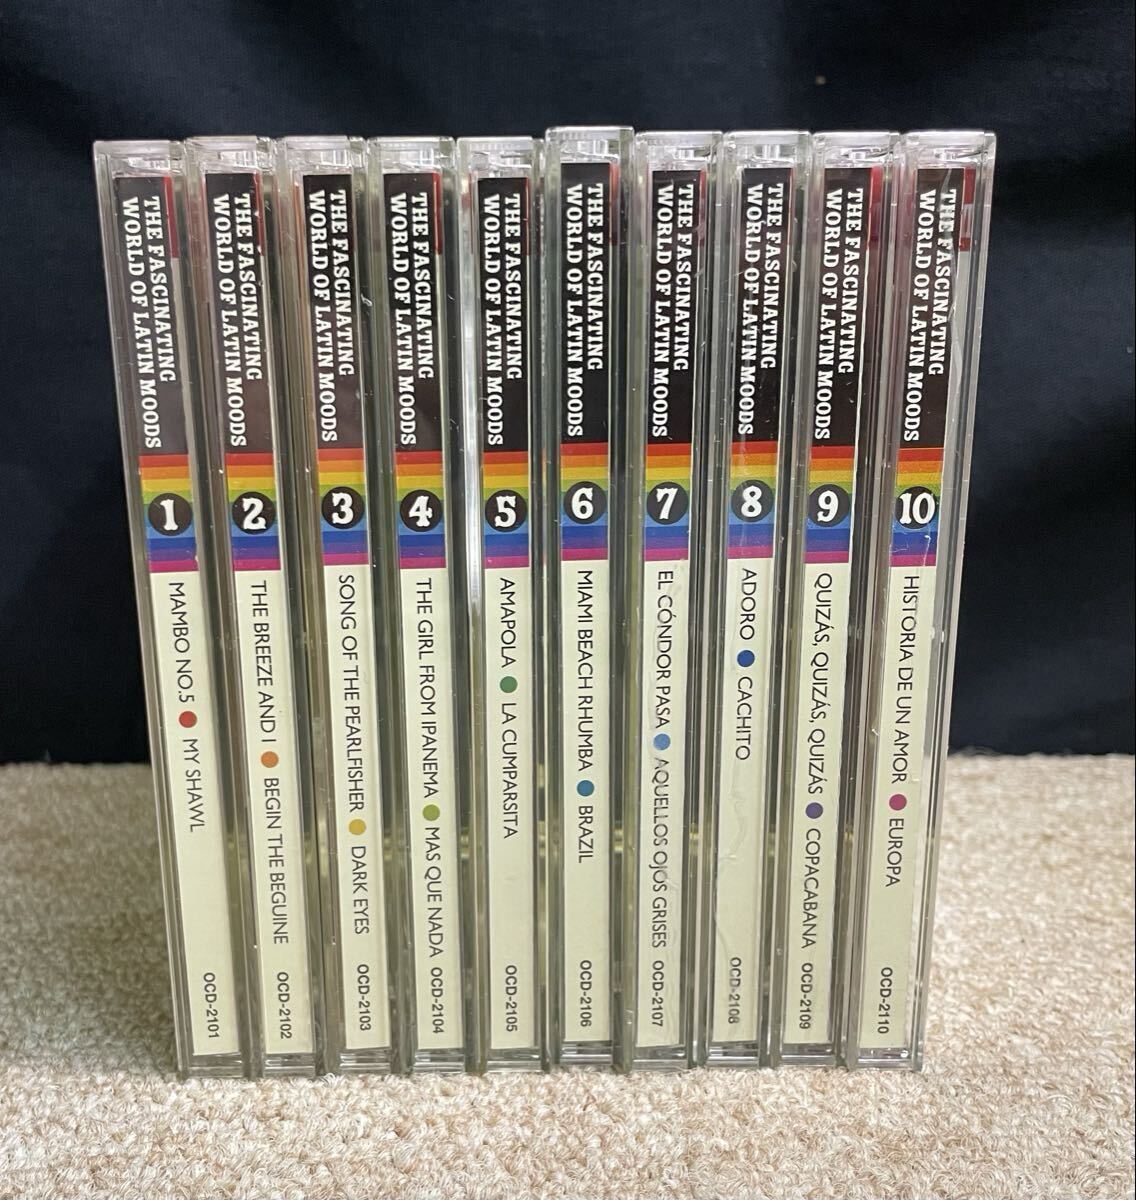 THE FASCINATING
WORLD OF LATIN MOODS
1
MAMBO NO.5 ● MY SHAWL
OCD-2101
THE FASCINATING
WORLD OF LATIN MOODS
2
THE BREEZE AND I ● BEGIN THE BEGUINE
OCD-2102
THE FASCINATING
WORLD OF LATIN MOODS
3
SONG OF THE PEARLFISHER ● DARK EYES
OCD-2103
THE FASCINATING
WORLD OF LATIN MOODS
4
THE GIRL FROM IPANEMA ● MAS QUE NADA
OCD-2104
THE FASCINATING
WORLD OF LATIN MOODS
5
AMAPOLA ● LA CUMPARSITA
OCD-2105
THE FASCINATING
WORLD OF LATIN MOODS
6
MIAMI BEACH RHUMBA ● BRAZIL
OCD-2106
THE FASCINATING
WORLD OF LATIN MOODS
7
EL CÓNDOR PASA ● AQUELLOS OJOS GRISES
OCD-2107
THE FASCINATING
WORLD OF LATIN MOODS
8
ADORO ● CACHITO
OCD-2108
THE FASCINATING
WORLD OF LATIN MOODS
9
QUIZÁS, QUIZÁS, QUIZÁS ● COPACABANA
OCD-2109
THE FASCINATING
WORLD OF LATIN MOODS
10
HISTORIA DE UN AMOR ● EUROPA
OCD-2110